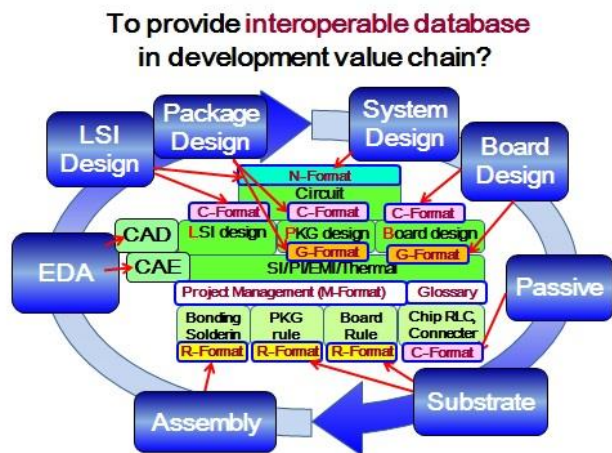 To provide interoperable database
in development value chain?
LSI
Design
Package
Design
System
Design
Board
Design
N-Format
Circuit
C-Format
C-Format
C-Format
CAD
LSI design
PKG design
Board design
G-Format
G-Format
EDA
CAE
SI/PI/EMI/Thermal
Passive
Project Management (M-Format)
Glossary
Bonding
Solderin
PKG
rule
Board
Rule
Chip RLC,
Connecter
R-Format
R-Format
R-Format
C-Format
Assembly
Substrate